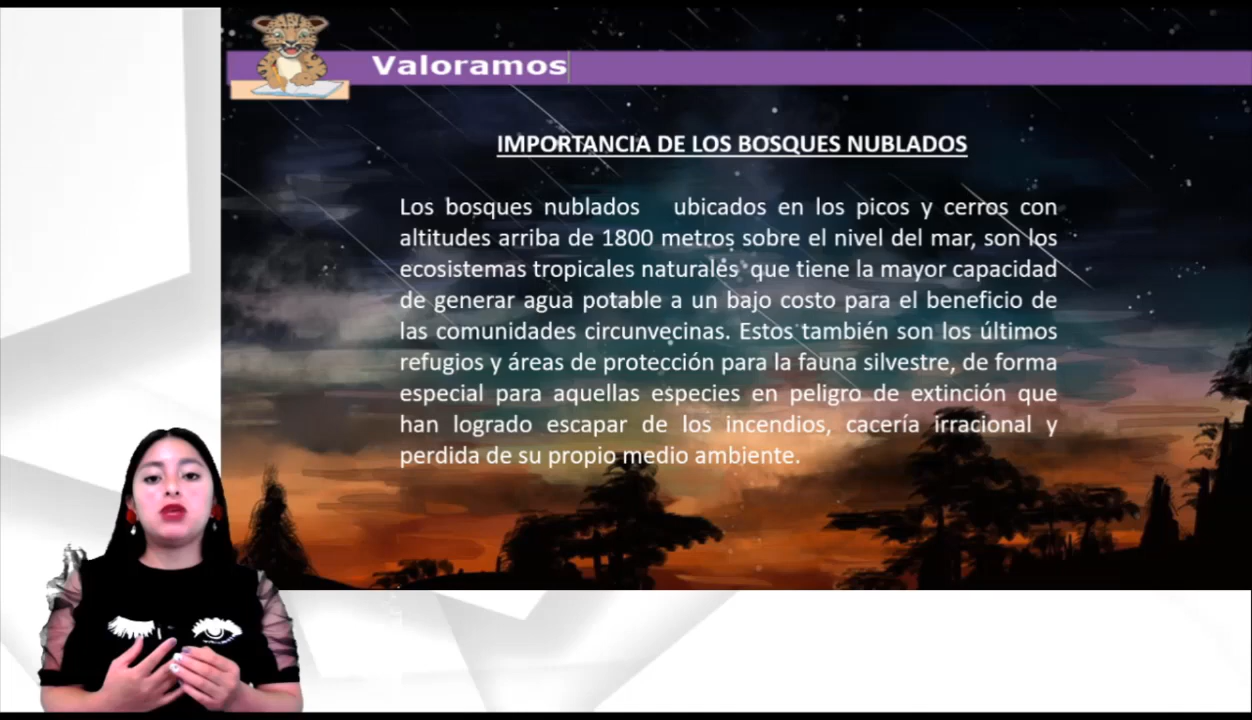 Valoramos
IMPORTANCIA DE LOS BOSQUES NUBLADOS
Los bosques nublados ubicados en los picos y cerros con
altitudes arriba de 1800 metros sobre el nivel del mar, son los
ecosistemas tropicales naturales que tiene la mayor capacidad
de generar agua potable a un bajo costo para el beneficio de
las comunidades circunvecinas. Estos también son los últimos
refugios y áreas de protección para la fauna silvestre, de forma
especial para aquellas especies en peligro de extinción que
han logrado escapar de los incendios, cacería irracional y
perdida de su propio medio ambiente.